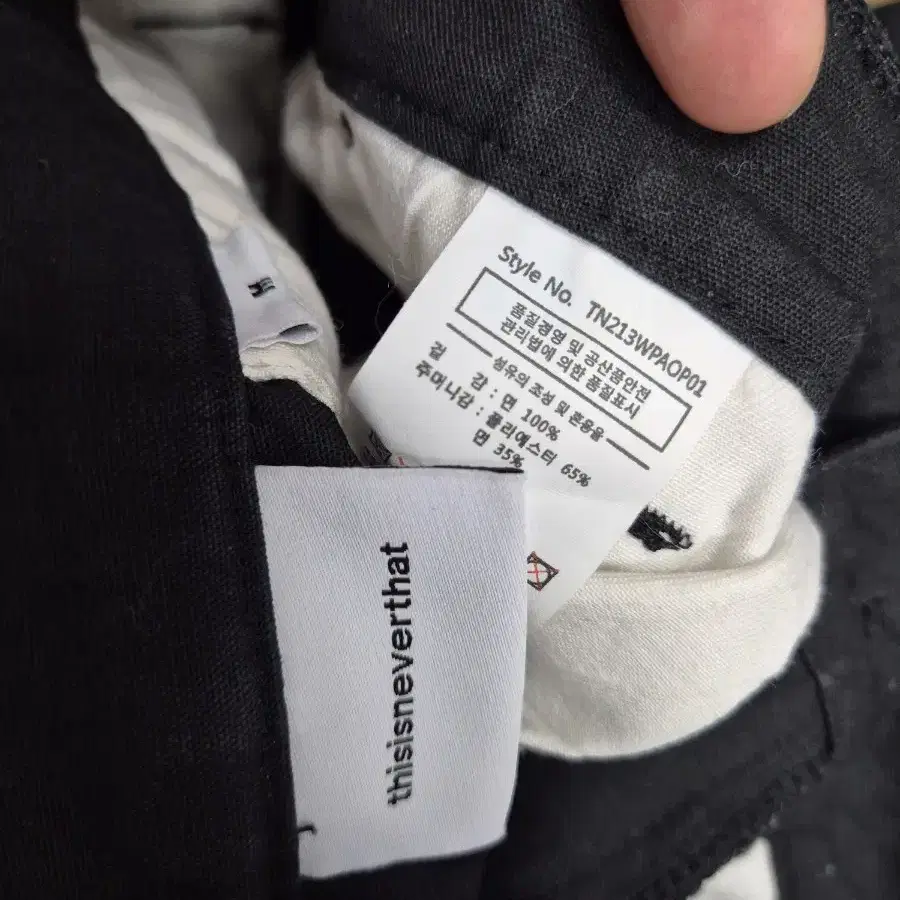 Style No. TN213WPAOP01
품질경영 및 공산품안전
관리법에 의한 품질표시
섬유의 조성 및 혼용율
겉 감 : 면 100%
주머니감 : 폴리에스터 65%
면 35%
thisisneverthat